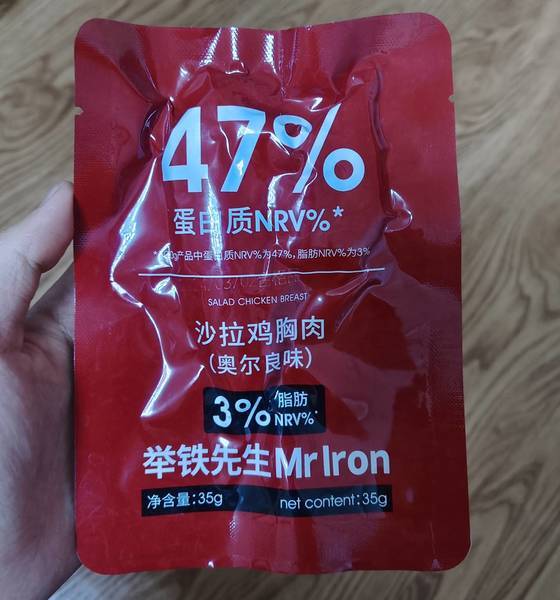 47%
蛋白质NRV%*
产品中蛋白质NRV%为47%,脂肪NRV%为3%
SALAD CHICKEN BREAST
沙拉鸡胸肉
(奥尔良味)
3% 脂肪
NRV%*
举铁先生 Mr Iron
净含量:35g net content:35g